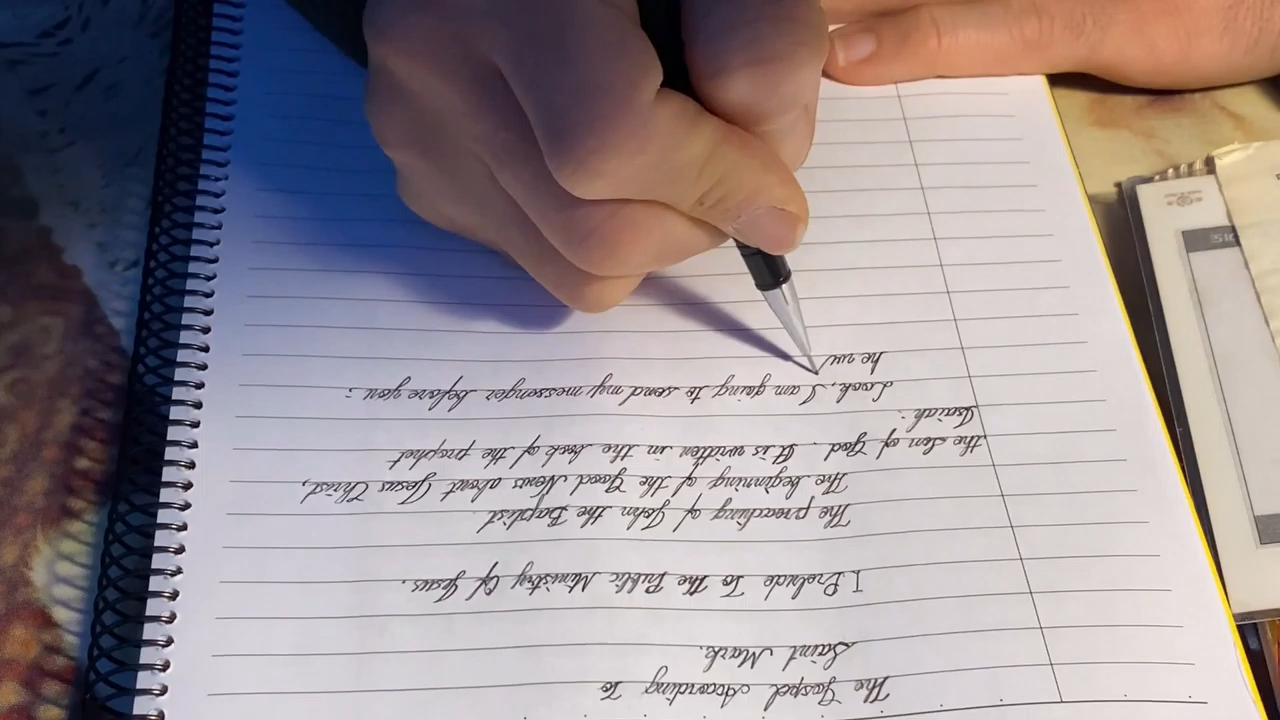 The Gospel According To
Saint Mark.
I Prelude To The Public Ministry Of Jesus.
The preaching of John the Baptist.
The beginning of the Good News about Jesus Christ,
the Son of God. It is written in the book of the prophet
Isaiah:
Look, I am going to send my messenger before you:
he